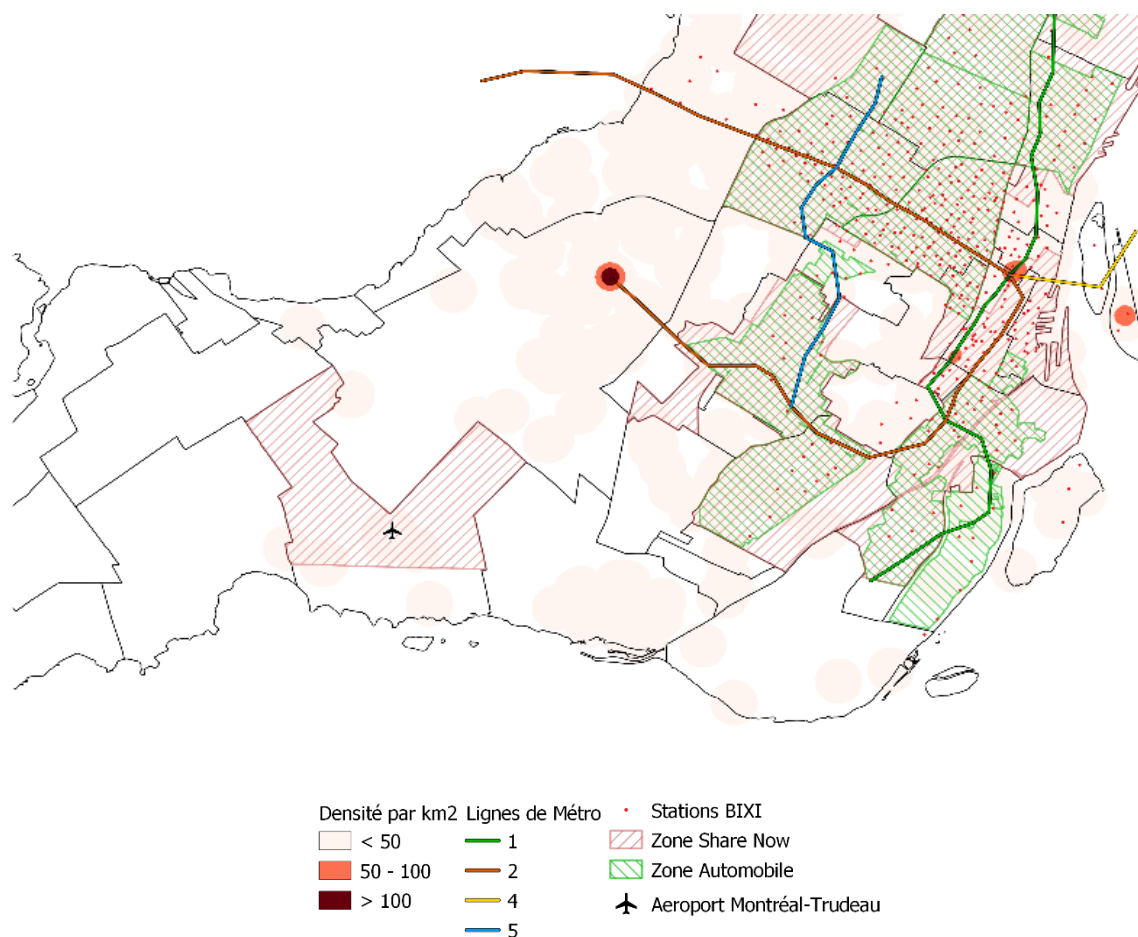 Densité par km2
< 50
50 - 100
> 100
Lignes de Métro
1
2
4
5
Stations BIXI
Zone Share Now
Zone Automobile
Aeroport Montréal-Trudeau